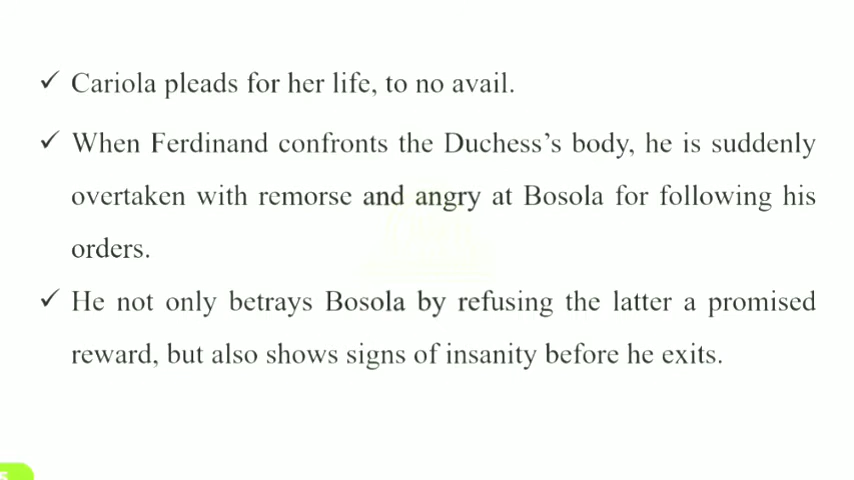 ✓ Cariola pleads for her life, to no avail.
✓ When Ferdinand confronts the Duchess’s body, he is suddenly
overtaken with remorse and angry at Bosola for following his
orders.
✓ He not only betrays Bosola by refusing the latter a promised
reward, but also shows signs of insanity before he exits.